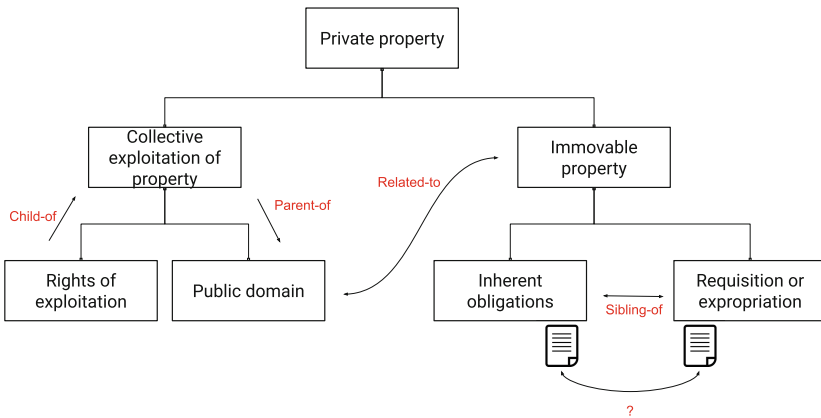 Private property
Collective
exploitation of
property
Immovable
property
Related-to
Child-of
Parent-of
Rights of
exploitation
Public domain
Inherent
obligations
Requisition or
expropriation
Sibling-of
?